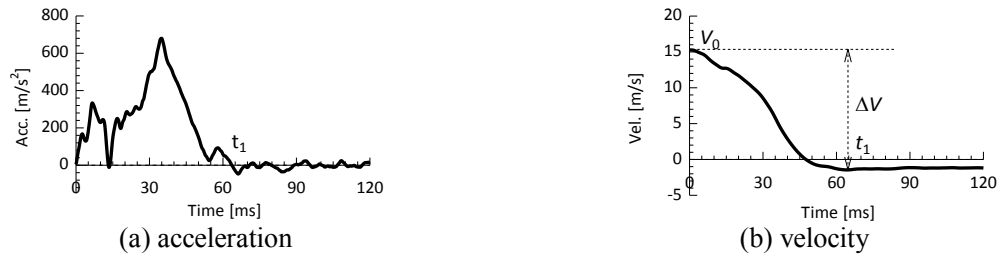 800
600
400
200
0
Acc. [m/s²]
t₁
0 30 60 90 120
Time [ms]
(a) acceleration
20
15
10
5
0
-5
Vel. [m/s]
V₀
ΔV
t₁
0 30 60 90 120
Time [ms]
(b) velocity